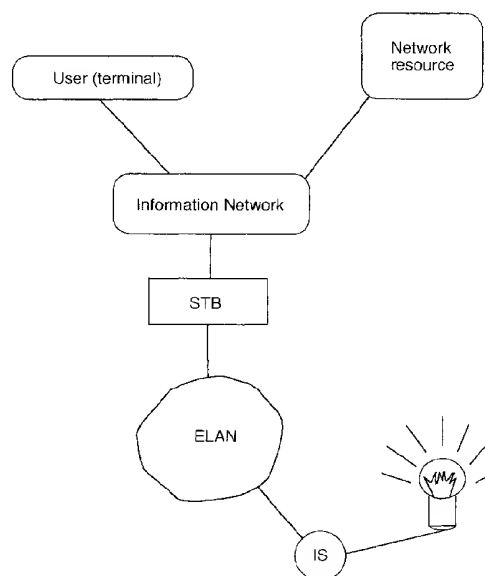 Network
resource
User (terminal)
Information Network
STB
ELAN
IS